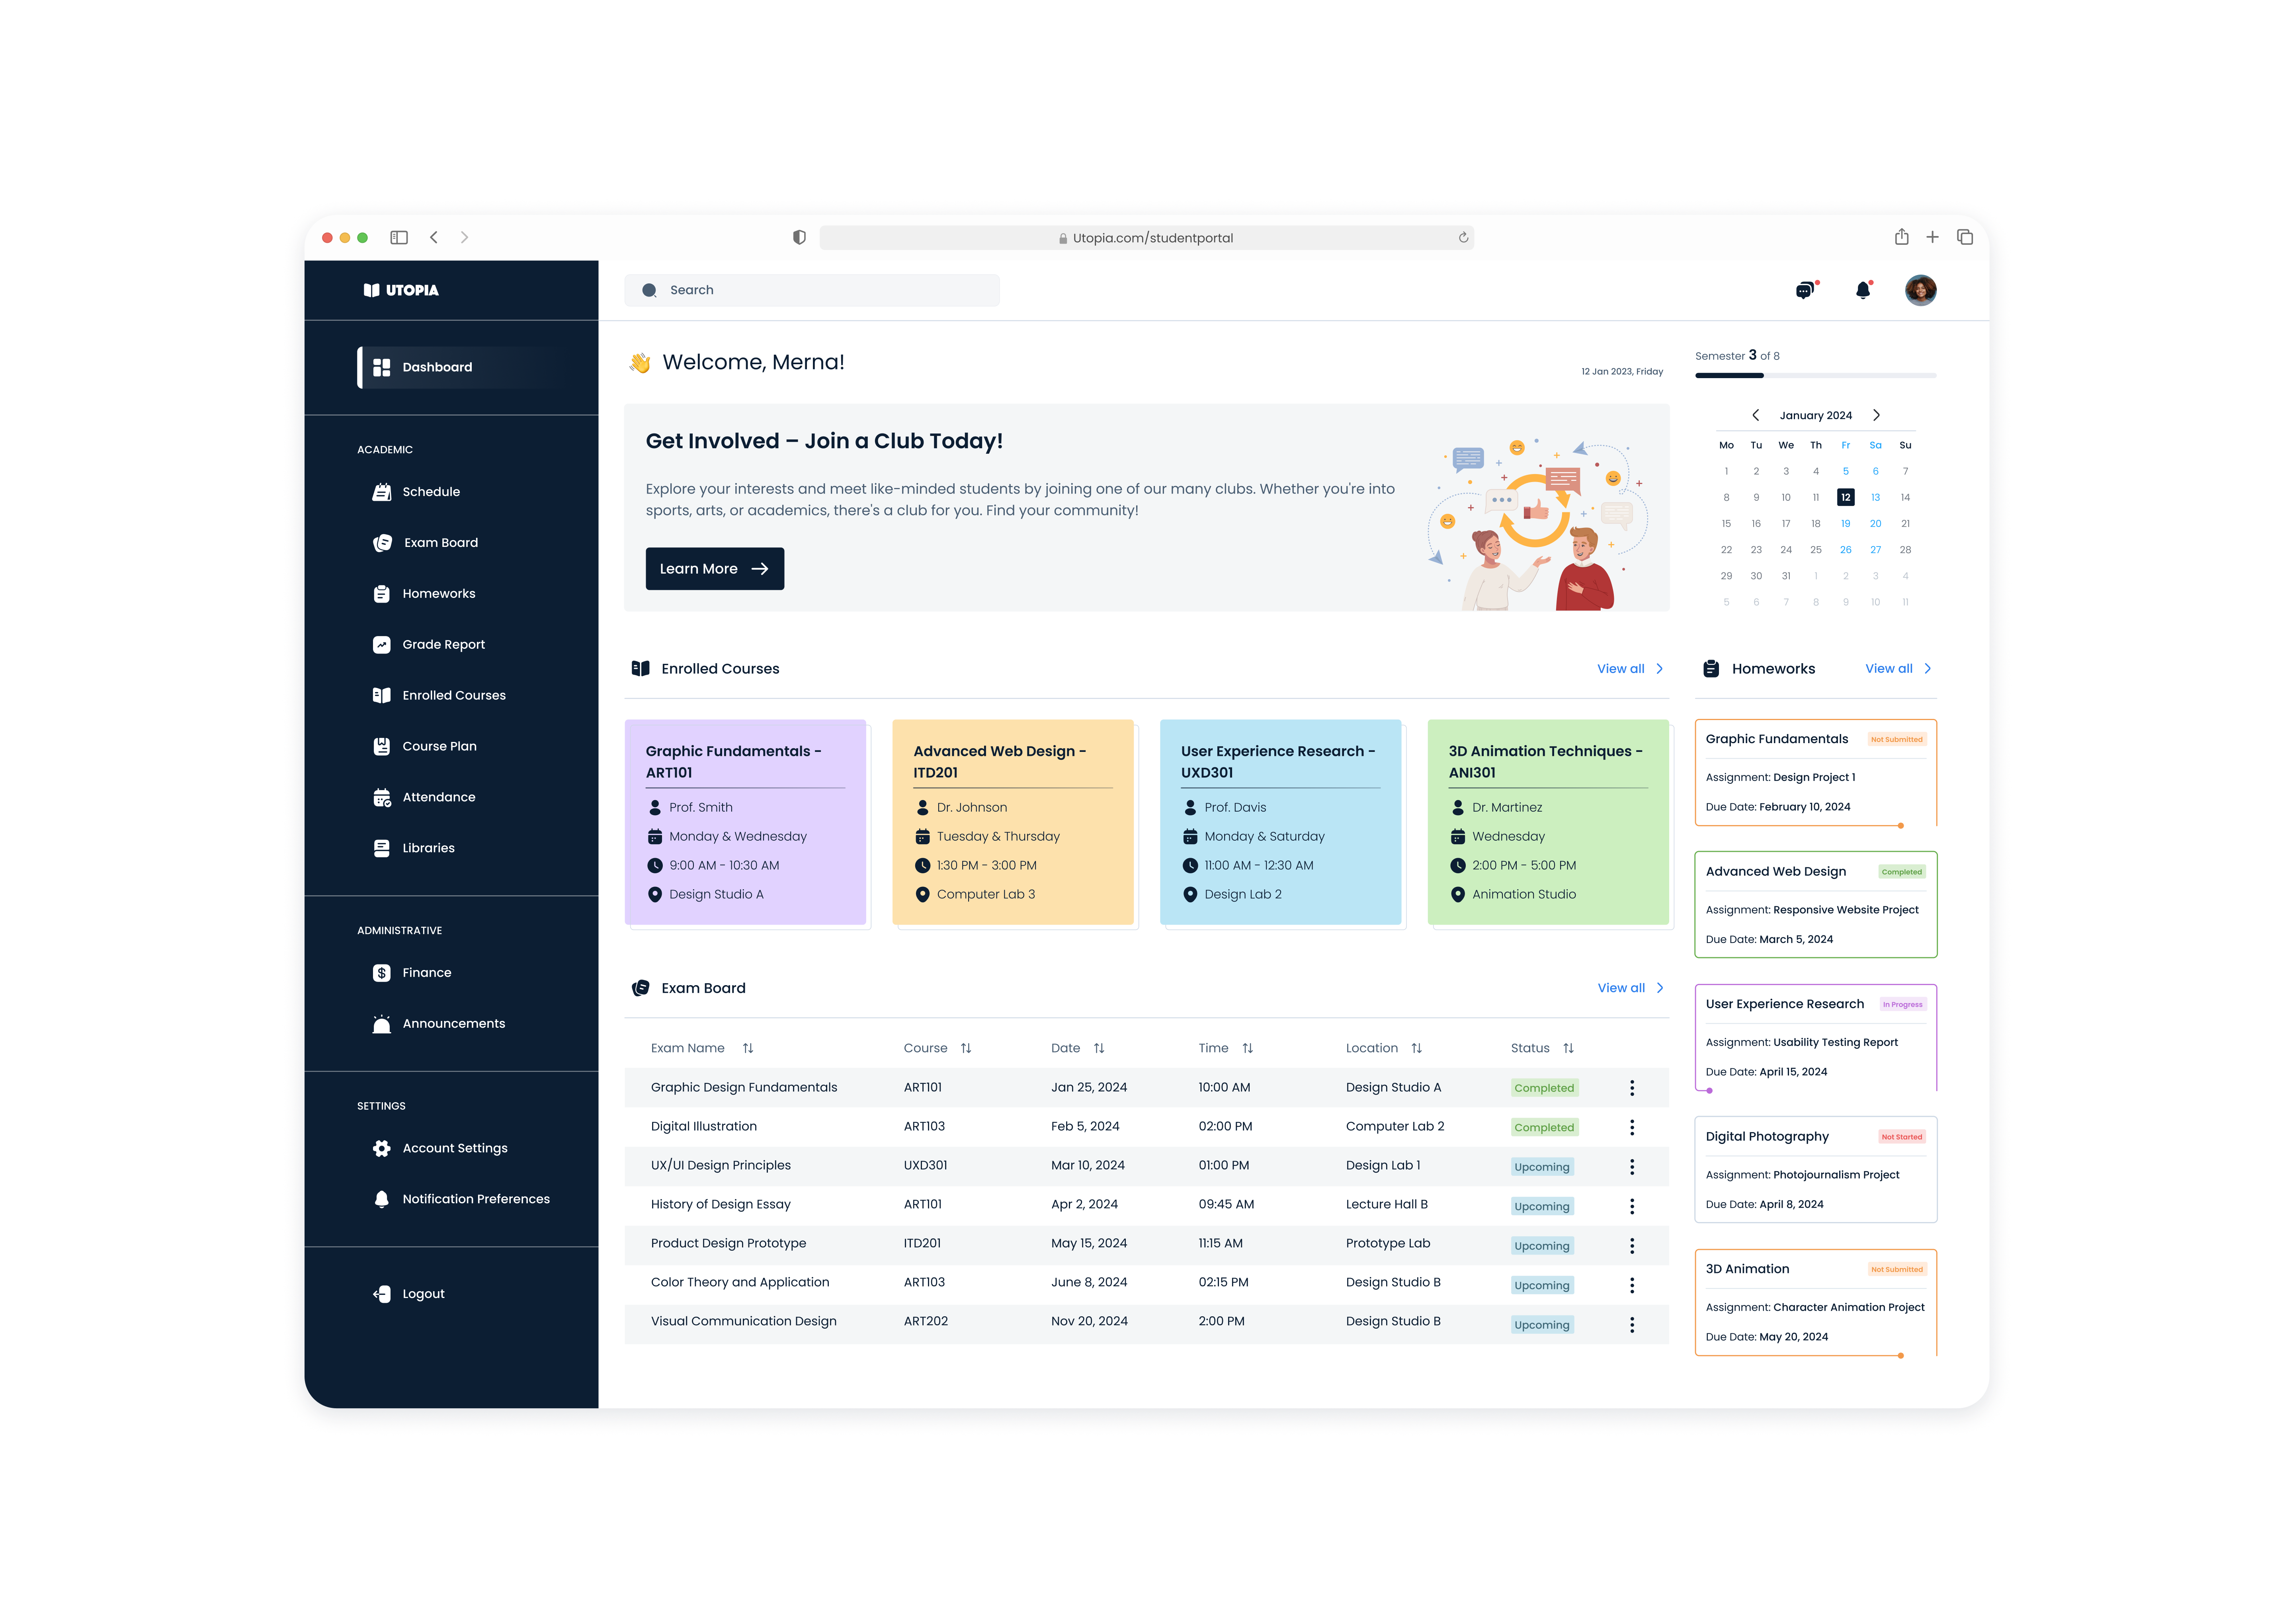 Utopia.com/studentportal
UTOPIA
Search
Dashboard
ACADEMIC
Schedule
Exam Board
Homeworks
Grade Report
Enrolled Courses
Course Plan
Attendance
Libraries
ADMINISTRATIVE
Finance
Announcements
SETTINGS
Account Settings
Notification Preferences
Logout
👋 Welcome, Merna!
12 Jan 2023, Friday
Get Involved – Join a Club Today!
Explore your interests and meet like-minded students by joining one of our many clubs. Whether you're into
sports, arts, or academics, there's a club for you. Find your community!
Learn More →
Semester 3 of 8
January 2024
Mo Tu We Th Fr Sa Su
1 2 3 4 5 6 7
8 9 10 11 12 13 14
15 16 17 18 19 20 21
22 23 24 25 26 27 28
29 30 31 1 2 3 4
5 6 7 8 9 10 11
Enrolled Courses View all
Graphic Fundamentals -
ART101
Prof. Smith
Monday & Wednesday
9:00 AM - 10:30 AM
Design Studio A
Advanced Web Design -
ITD201
Dr. Johnson
Tuesday & Thursday
1:30 PM - 3:00 PM
Computer Lab 3
User Experience Research -
UXD301
Prof. Davis
Monday & Saturday
11:00 AM - 12:30 AM
Design Lab 2
3D Animation Techniques -
ANI301
Dr. Martinez
Wednesday
2:00 PM - 5:00 PM
Animation Studio
Exam Board View all
Exam Name Course Date Time Location Status
Graphic Design Fundamentals ART101 Jan 25, 2024 10:00 AM Design Studio A Completed
Digital Illustration ART103 Feb 5, 2024 02:00 PM Computer Lab 2 Completed
UX/UI Design Principles UXD301 Mar 10, 2024 01:00 PM Design Lab 1 Upcoming
History of Design Essay ART101 Apr 2, 2024 09:45 AM Lecture Hall B Upcoming
Product Design Prototype ITD201 May 15, 2024 11:15 AM Prototype Lab Upcoming
Color Theory and Application ART103 June 8, 2024 02:15 PM Design Studio B Upcoming
Visual Communication Design ART202 Nov 20, 2024 2:00 PM Design Studio B Upcoming
Homeworks View all
Graphic Fundamentals Not Submitted
Assignment: Design Project 1
Due Date: February 10, 2024
Advanced Web Design Completed
Assignment: Responsive Website Project
Due Date: March 5, 2024
User Experience Research In Progress
Assignment: Usability Testing Report
Due Date: April 15, 2024
Digital Photography Not Started
Assignment: Photojournalism Project
Due Date: April 8, 2024
3D Animation Not Submitted
Assignment: Character Animation Project
Due Date: May 20, 2024